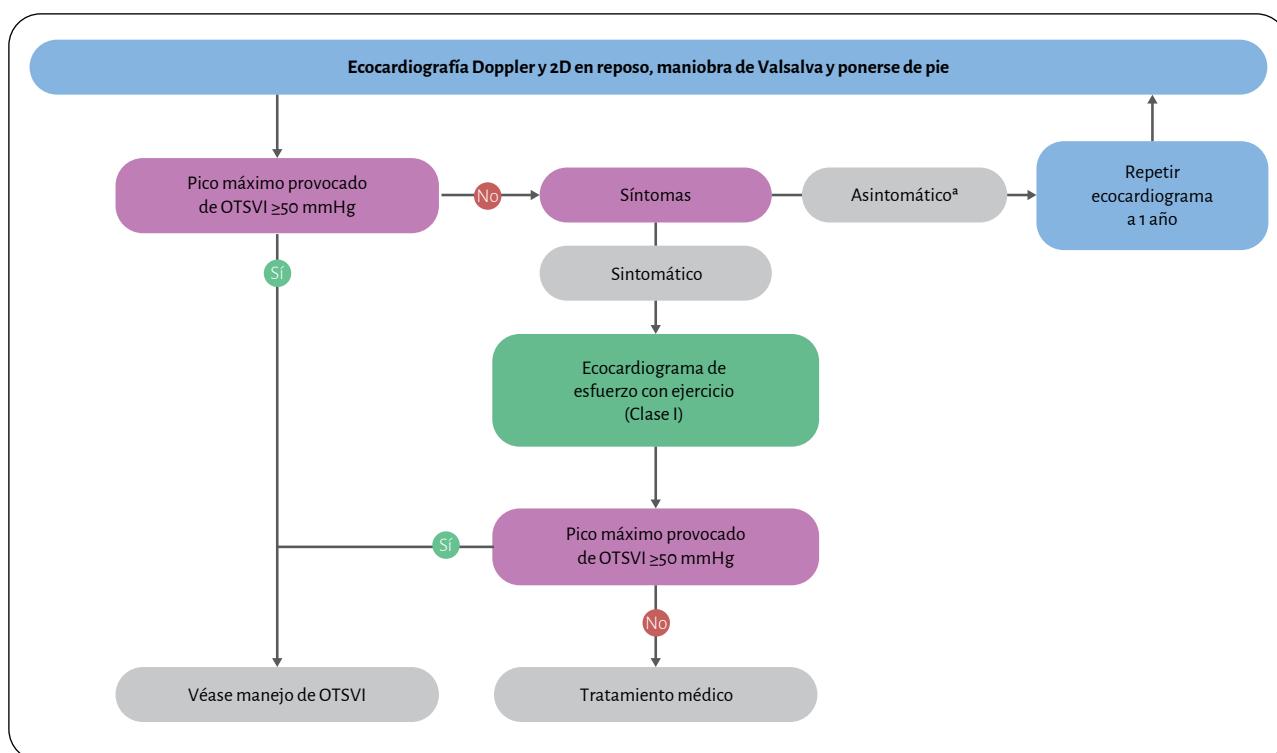 Ecocardiografía Doppler y 2D en reposo, maniobra de Valsalva y ponerse de pie
Pico máximo provocado
de OTSVI ≥50 mmHg
No
Síntomas
Asintomáticoª
Repetir
ecocardiograma
a 1 año
Sí
Sintomático
Ecocardiograma de
esfuerzo con ejercicio
(Clase I)
Pico máximo provocado
de OTSVI ≥50 mmHg
Sí
No
Véase manejo de OTSVI
Tratamiento médico